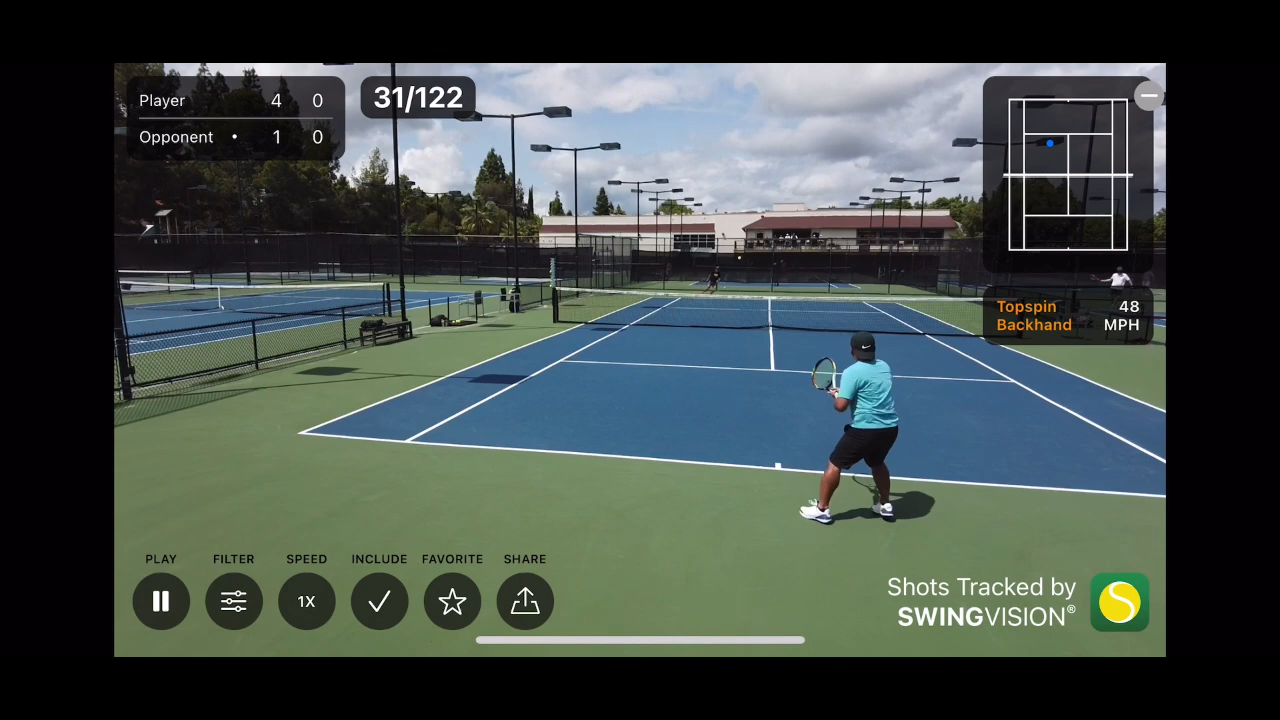 Player 4 0
Opponent • 1 0
31/122
Topspin 48
Backhand MPH
PLAY FILTER SPEED INCLUDE FAVORITE SHARE
1X
Shots Tracked by
SWINGVISION®